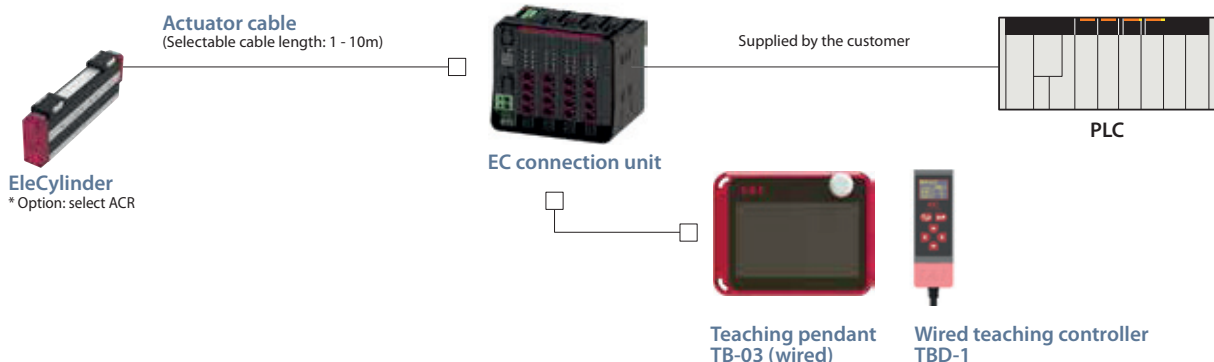 Actuator cable
(Selectable cable length: 1 - 10m)
Supplied by the customer
PLC
EC connection unit
EleCylinder
* Option: select ACR
Teaching pendant
TB-03 (wired)
Wired teaching controller
TBD-1